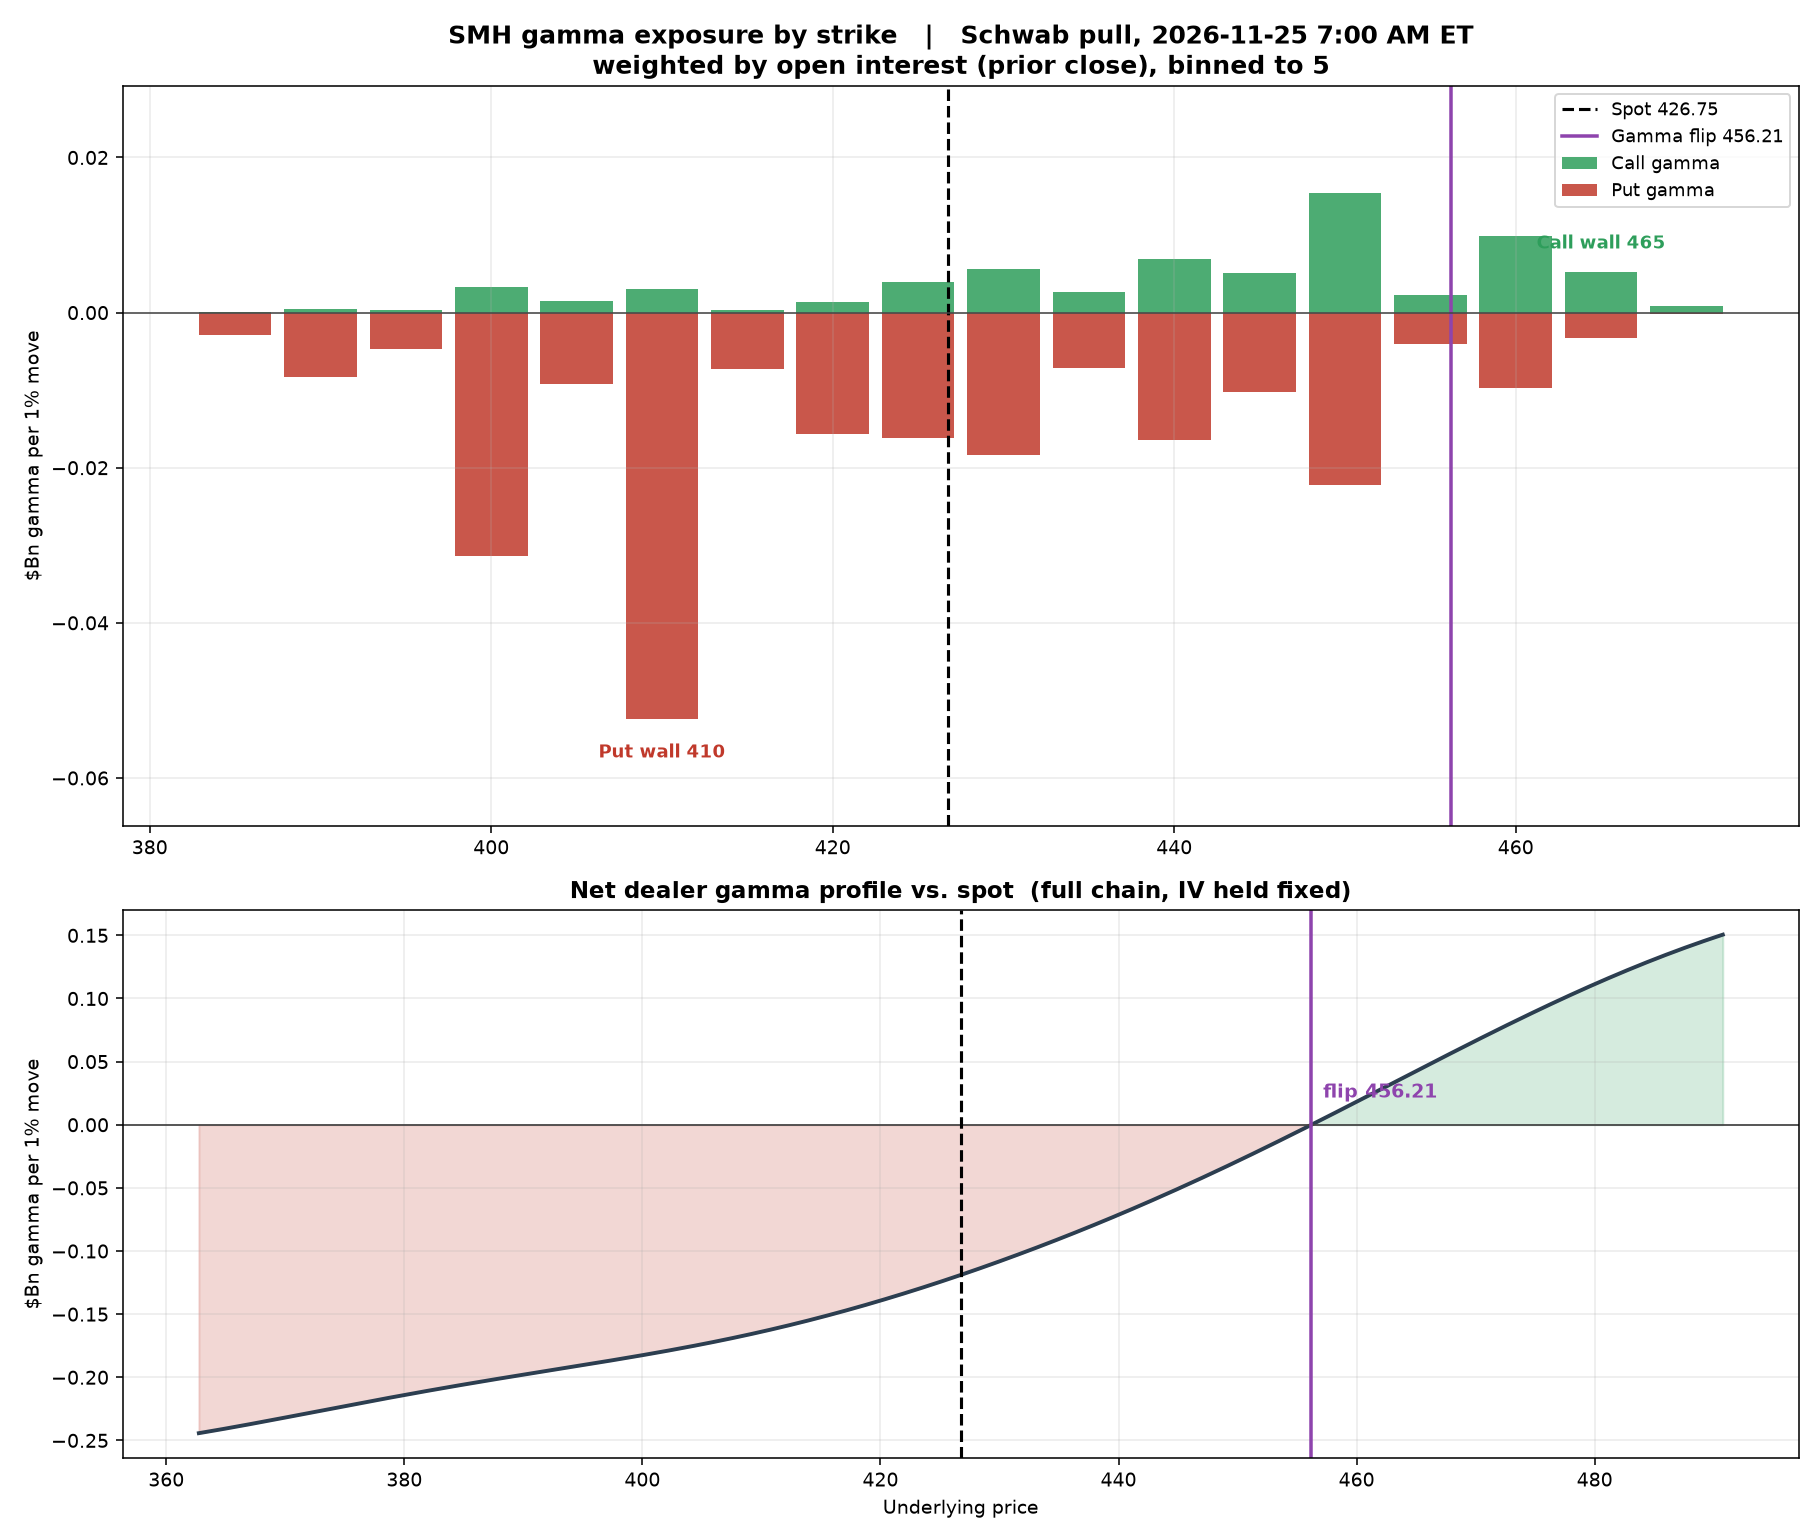 SMH gamma exposure by strike | Schwab pull, 2026-11-25 7:00 AM ET
weighted by open interest (prior close), binned to 5
Spot 426.75
Gamma flip 456.21
Call gamma
Put gamma
Call wall 465
Put wall 410
$Bn gamma per 1% move
0.02
0.00
−0.02
−0.04
−0.06
380
400
420
440
460
Net dealer gamma profile vs. spot (full chain, IV held fixed)
flip 456.21
$Bn gamma per 1% move
0.15
0.10
0.05
0.00
−0.05
−0.10
−0.15
−0.20
−0.25
360
380
400
420
440
460
480
Underlying price